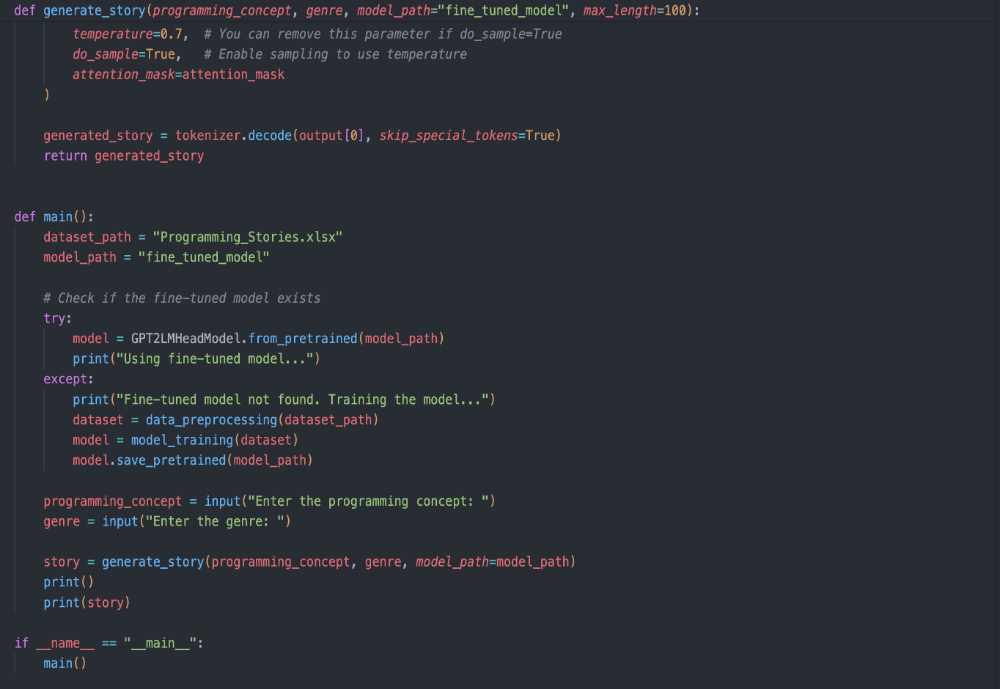 def generate_story(programming_concept, genre, model_path="fine_tuned_model", max_length=100):
        temperature=0.7,  # You can remove this parameter if do_sample=True
        do_sample=True,   # Enable sampling to use temperature
        attention_mask=attention_mask
    )

    generated_story = tokenizer.decode(output[0], skip_special_tokens=True)
    return generated_story


def main():
    dataset_path = "Programming_Stories.xlsx"
    model_path = "fine_tuned_model"

    # Check if the fine-tuned model exists
    try:
        model = GPT2LMHeadModel.from_pretrained(model_path)
        print("Using fine-tuned model...")
    except:
        print("Fine-tuned model not found. Training the model...")
        dataset = data_preprocessing(dataset_path)
        model = model_training(dataset)
        model.save_pretrained(model_path)

    programming_concept = input("Enter the programming concept: ")
    genre = input("Enter the genre: ")

    story = generate_story(programming_concept, genre, model_path=model_path)
    print()
    print(story)

if __name__ == "__main__":
    main()